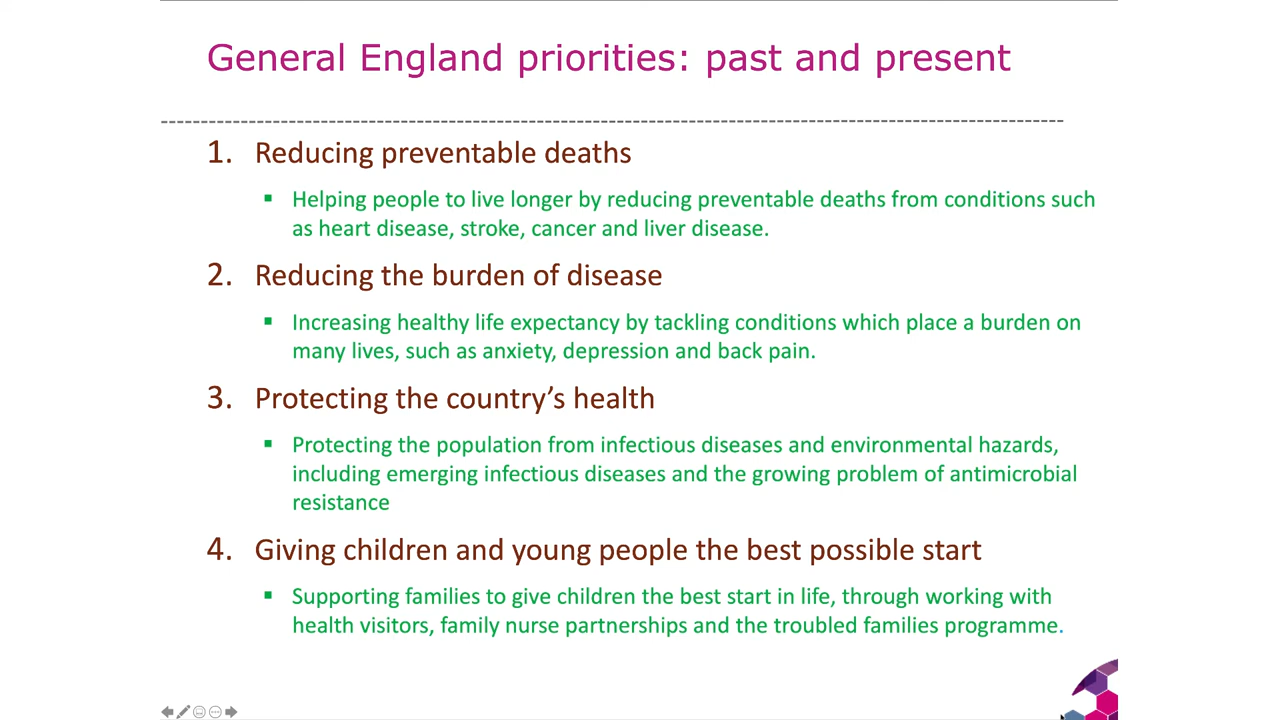 General England priorities: past and present
1. Reducing preventable deaths
▪ Helping people to live longer by reducing preventable deaths from conditions such
as heart disease, stroke, cancer and liver disease.
2. Reducing the burden of disease
▪ Increasing healthy life expectancy by tackling conditions which place a burden on
many lives, such as anxiety, depression and back pain.
3. Protecting the country’s health
▪ Protecting the population from infectious diseases and environmental hazards,
including emerging infectious diseases and the growing problem of antimicrobial
resistance
4. Giving children and young people the best possible start
▪ Supporting families to give children the best start in life, through working with
health visitors, family nurse partnerships and the troubled families programme.